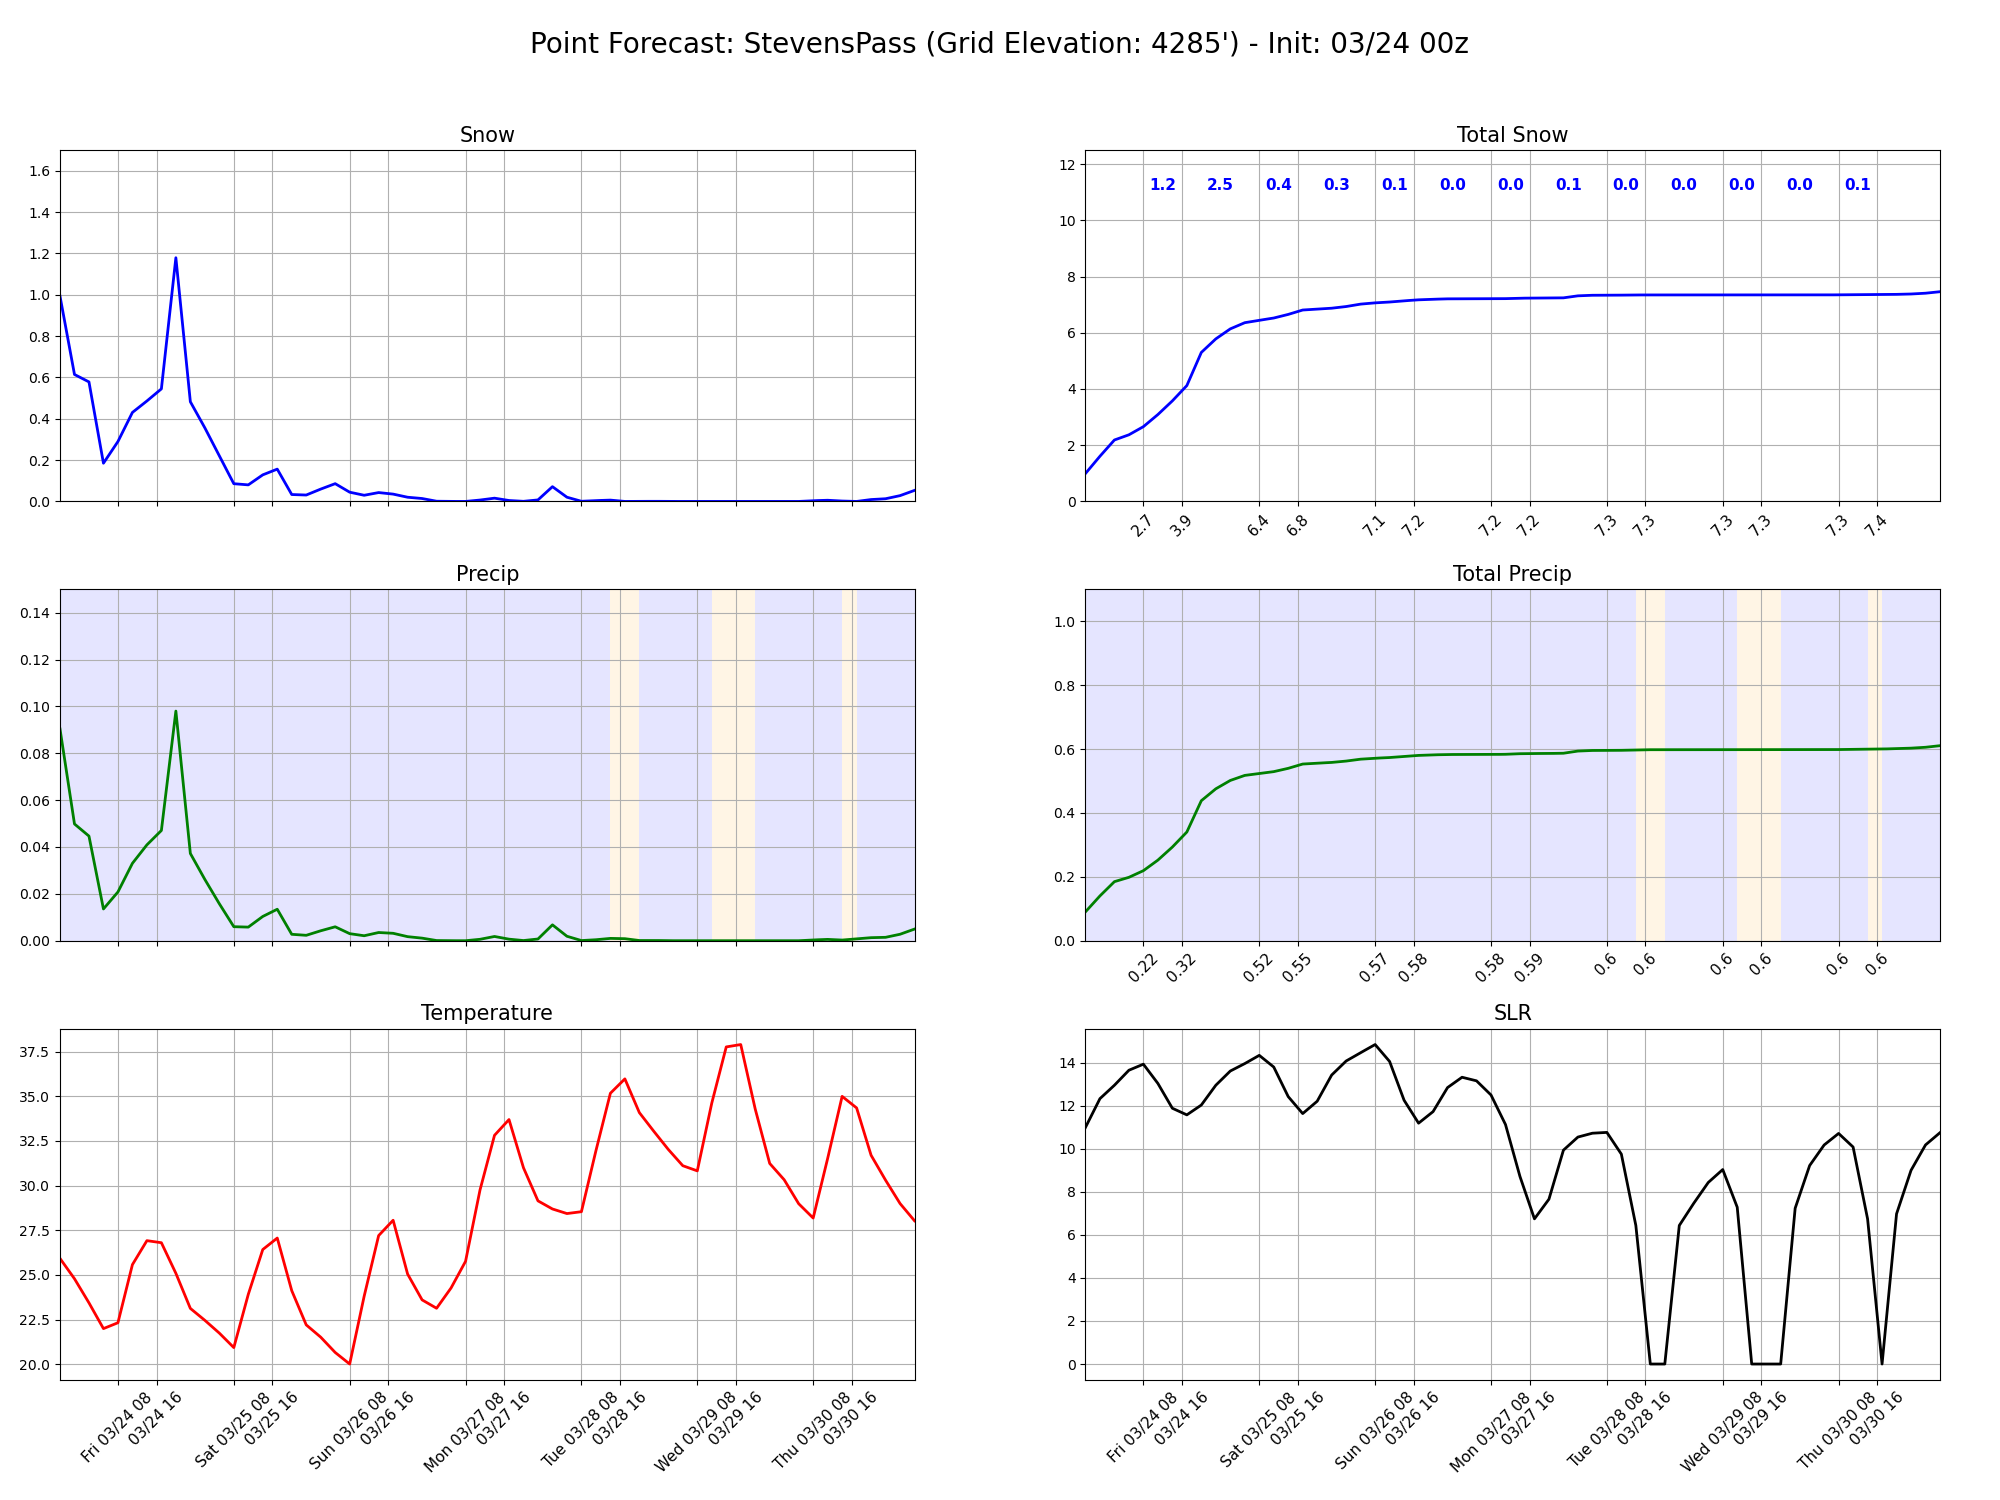 Point Forecast: StevensPass (Grid Elevation: 4285') - Init: 03/24 00z
Snow
1.6
1.4
1.2
1.0
0.8
0.6
0.4
0.2
0.0
Total Snow
12
10
8
6
4
2
0
1.2 2.5 0.4 0.3 0.1 0.0 0.0 0.1 0.0 0.0 0.0 0.0 0.1
2.7 3.9 6.4 6.8 7.1 7.2 7.2 7.2 7.3 7.3 7.3 7.3 7.3 7.4
Precip
0.14
0.12
0.10
0.08
0.06
0.04
0.02
0.00
Total Precip
1.0
0.8
0.6
0.4
0.2
0.0
0.22 0.32 0.52 0.55 0.57 0.58 0.58 0.59 0.6 0.6 0.6 0.6 0.6 0.6
Temperature
37.5
35.0
32.5
30.0
27.5
25.0
22.5
20.0
Fri 03/24 08
03/24 16
Sat 03/25 08
03/25 16
Sun 03/26 08
03/26 16
Mon 03/27 08
03/27 16
Tue 03/28 08
03/28 16
Wed 03/29 08
03/29 16
Thu 03/30 08
03/30 16
SLR
14
12
10
8
6
4
2
0
Fri 03/24 08
03/24 16
Sat 03/25 08
03/25 16
Sun 03/26 08
03/26 16
Mon 03/27 08
03/27 16
Tue 03/28 08
03/28 16
Wed 03/29 08
03/29 16
Thu 03/30 08
03/30 16